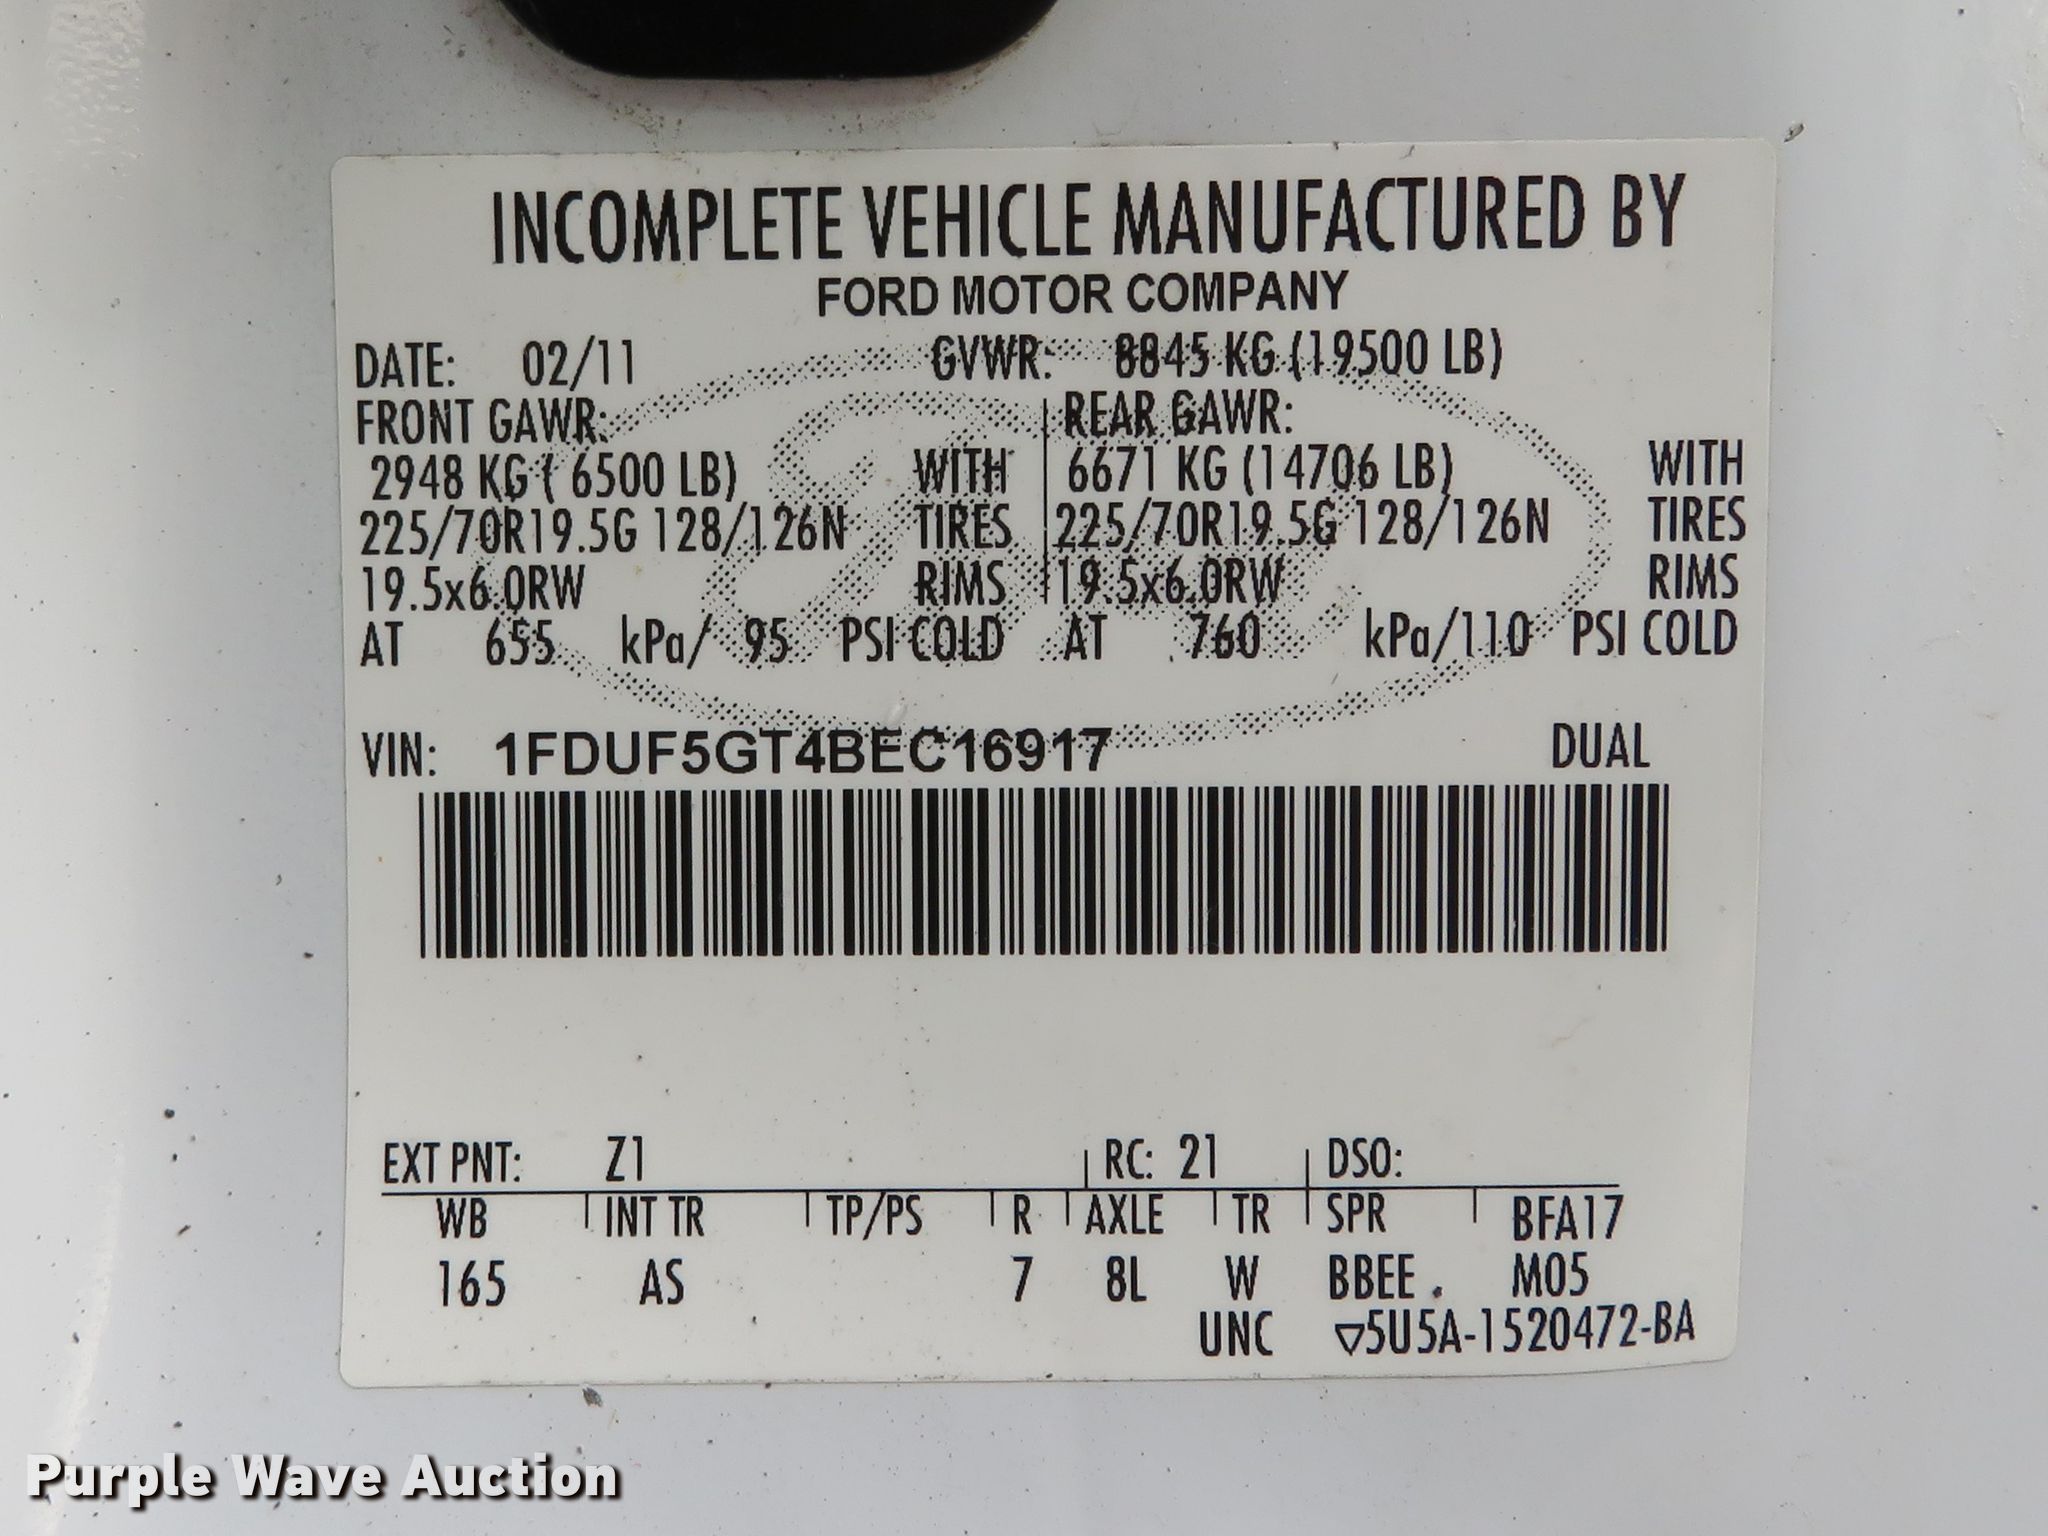 INCOMPLETE VEHICLE MANUFACTURED BY
FORD MOTOR COMPANY
DATE: 02/11 GVWR: 8845 KG (19500 LB)
FRONT GAWR: REAR GAWR:
2948 KG ( 6500 LB) WITH 6671 KG (14706 LB) WITH
225/70R19.5G 128/126N TIRES 225/70R19.5G 128/126N TIRES
19.5x6.0RW RIMS 19.5x6.0RW RIMS
AT 655 kPa/ 95 PSI COLD AT 760 kPa/110 PSI COLD
VIN: 1FDUF5GT4BEC16917 DUAL
EXT PNT: Z1 RC: 21 DSO:
WB INT TR TP/PS R AXLE TR SPR BFA17
165 AS 7 8L W BBEE . M05
UNC ▽5U5A-1520472-BA
Purple Wave Auction